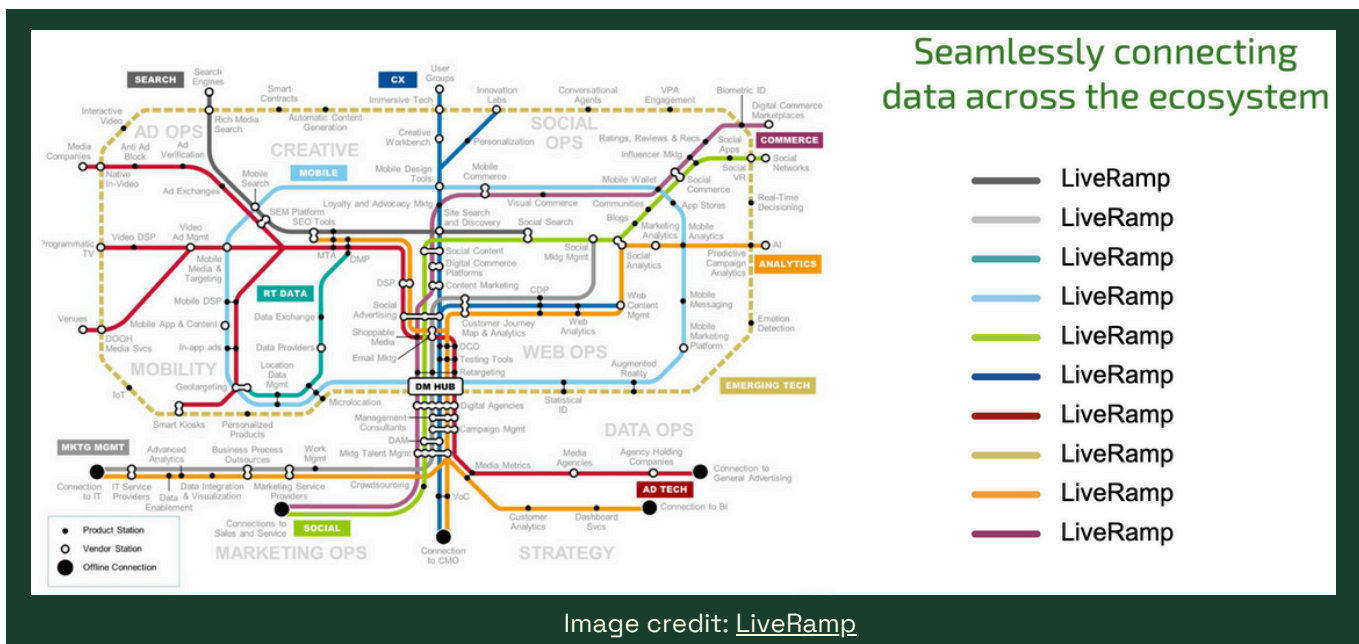 Seamlessly connecting
data across the ecosystem
SEARCH
Search
Engines
CX
User
Groups
Immersive Tech
Innovation
Labs
Smart
Contracts
Automatic Content
Generation
Conversational
Agents
VPA
Engagement
Biometric ID
Digital Commerce
Marketplaces
COMMERCE
Interactive
Video
AD OPS
Rich Media
Search
CREATIVE
Creative
Workbench
Personalization
SOCIAL
OPS
Ratings, Reviews & Recs
Influencer Mktg
Social
Apps
Social
Networks
Media
Companies
Anti Ad
Block
Ad
Verification
Native
In-Video
Ad Exchanges
Mobile
Search
MOBILE
Mobile Design
Tools
Mobile
Commerce
Mobile Wallet
Social
Commerce
Social
VR
Loyalty and Advocacy Mktg
Visual Commerce
Communities
App Stores
Real-Time
Decisioning
SEM Platform
SEO Tools
Site Search
and Discovery
Social Search
Blogs
Marketing
Analytics
Mobile
Analytics
AI
Programmatic
TV
Video DSP
Video
Ad Mgmt
MTA
DMP
Social Content
Social
Mktg Mgmt
Social
Analytics
Predictive
Campaign
Analytics
ANALYTICS
Mobile
Media &
Targeting
Digital Commerce
Platforms
Content Marketing
DSP
CDP
Mobile DSP
RT DATA
Data Exchange
Social
Advertising
Customer Journey
Map & Analytics
Web
Analytics
Web
Content
Mgmt
Mobile
Messaging
Venues
DOOH
Media Svcs
Mobile App & Content
Shoppable
Media
Emotion
Detection
Mobile
Marketing
Platform
In-app ads
Data Providers
Email Mktg
DCO
Testing Tools
Retargeting
WEB OPS
MOBILITY
Location
Data
Mgmt
Augmented
Reality
Geotargeting
DM HUB
EMERGING TECH
IoT
Microlocation
Statistical
ID
Smart Kiosks
Personalized
Products
Digital Agencies
Management
Consultants
Campaign Mgmt
DATA OPS
DAM
Mktg Talent Mgmt
MKTG MGMT
Advanced
Analytics
Business Process
Outsources
Work
Mgmt
Media Metrics
Media
Agencies
Agency Holding
Companies
Connection to
General Advertising
Connection
to IT
IT Service
Providers
Data
Enablement
Data Integration
& Visualization
Marketing Service
Providers
Crowdsourcing
VoC
AD TECH
Connection to BI
Connections to
Sales and Service
SOCIAL
Customer
Analytics
Dashboard
Svcs
MARKETING OPS
Connection
to CMO
STRATEGY
Product Station
Vendor Station
Offline Connection
LiveRamp
LiveRamp
LiveRamp
LiveRamp
LiveRamp
LiveRamp
LiveRamp
LiveRamp
LiveRamp
LiveRamp
Image credit: LiveRamp